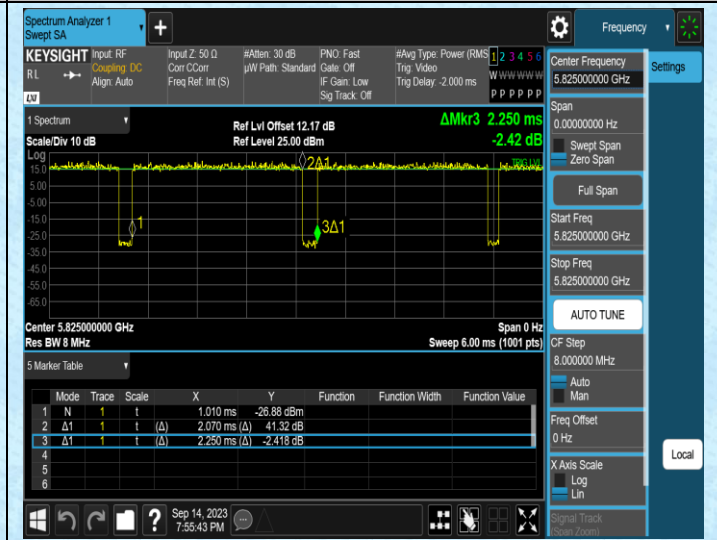 Spectrum Analyzer 1
Swept SA
+
Frequency
KEYSIGHT
RL
LXI
Input: RF
Coupling: DC
Align: Auto
Input Z: 50 Ω
Corr CCorr
Freq Ref: Int (S)
#Atten: 30 dB
µW Path: Standard
PNO: Fast
Gate: Off
IF Gain: Low
Sig Track: Off
#Avg Type: Power (RMS
Trig: Video
Trig Delay: -2.000 ms
1 2 3 4 5 6
W W W W W W
P P P P P P
Settings
1 Spectrum
Scale/Div 10 dB
Ref Lvl Offset 12.17 dB
Ref Level 25.00 dBm
ΔMkr3 2.250 ms
-2.42 dB
Log
15.0
5.00
-5.00
-15.0
-25.0
-35.0
-45.0
-55.0
-65.0
2Δ1
TRIG LVL
1
3Δ1
Center 5.825000000 GHz
Res BW 8 MHz
Span 0 Hz
Sweep 6.00 ms (1001 pts)
5 Marker Table
Mode Trace Scale X Y Function Function Width Function Value
1 N 1 t 1.010 ms -26.88 dBm
2 Δ1 1 t (Δ) 2.070 ms (Δ) 41.32 dB
3 Δ1 1 t (Δ) 2.250 ms (Δ) -2.418 dB
4
5
6
Center Frequency
5.825000000 GHz
Span
0.00000000 Hz
Swept Span
Zero Span
Full Span
Start Freq
5.825000000 GHz
Stop Freq
5.825000000 GHz
AUTO TUNE
CF Step
8.000000 MHz
Auto
Man
Freq Offset
0 Hz
X Axis Scale
Log
Lin
Signal Track
(Span Zoom)
Local
?
Sep 14, 2023
7:55:43 PM